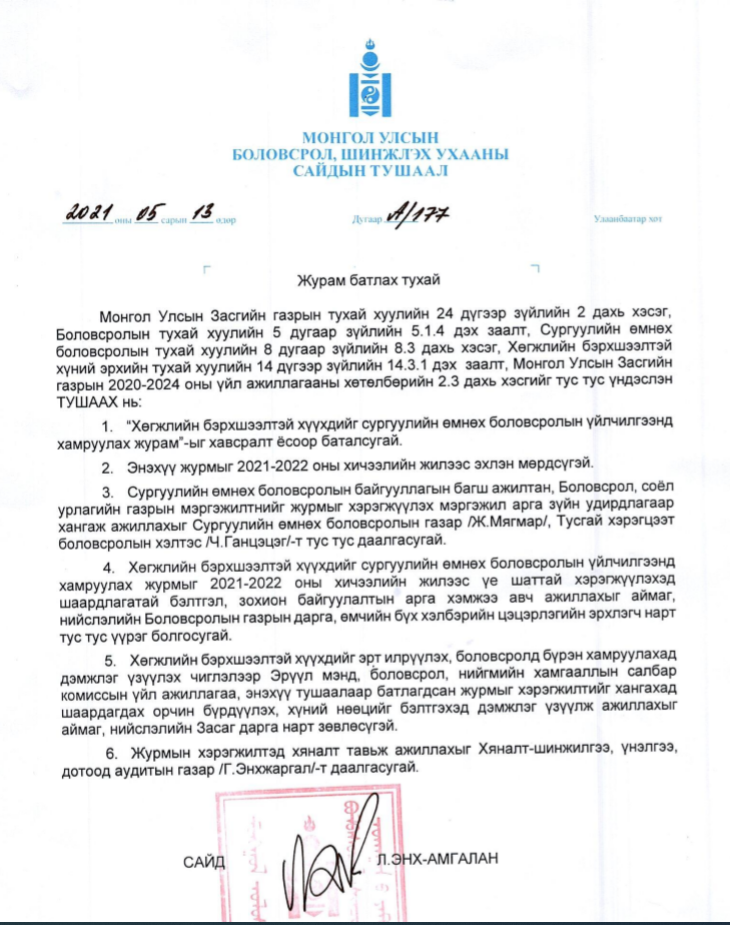 МОНГОЛ УЛСЫН
БОЛОВСРОЛ, ШИНЖЛЭХ УХААНЫ
САЙДЫН ТУШААЛ
2021 оны 05 сарын 13 өдөр Дугаар А/177 Улаанбаатар хот
Журам батлах тухай
Монгол Улсын Засгийн газрын тухай хуулийн 24 дүгээр зүйлийн 2 дахь хэсэг,
Боловсролын тухай хуулийн 5 дугаар зүйлийн 5.1.4 дэх заалт, Сургуулийн өмнөх
боловсролын тухай хуулийн 8 дугаар зүйлийн 8.3 дахь хэсэг, Хөгжлийн бэрхшээлтэй
хүний эрхийн тухай хуулийн 14 дүгээр зүйлийн 14.3.1 дэх заалт, Монгол Улсын Засгийн
газрын 2020-2024 оны үйл ажиллагааны хөтөлбөрийн 2.3 дахь хэсгийг тус тус үндэслэн
ТУШААХ нь:
1. "Хөгжлийн бэрхшээлтэй хүүхдийг сургуулийн өмнөх боловсролын үйлчилгээнд
хамруулах журам"-ыг хавсралт ёсоор баталсугай.
2. Энэхүү журмыг 2021-2022 оны хичээлийн жилээс эхлэн мөрдсүгэй.
3. Сургуулийн өмнөх боловсролын байгууллагын багш ажилтан, Боловсрол, соёл
урлагийн газрын мэргэжилтнийг журмыг хэрэгжүүлэх мэргэжил арга зүйн удирдлагаар
хангаж ажиллахыг Сургуулийн өмнөх боловсролын газар /Ж.Мягмар/, Тусгай хэрэгцээт
боловсролын хэлтэс /Ч.Ганцэцэг/-т тус тус даалгасугай.
4. Хөгжлийн бэрхшээлтэй хүүхдийг сургуулийн өмнөх боловсролын үйлчилгээнд
хамруулах журмыг 2021-2022 оны хичээлийн жилээс үе шаттай хэрэгжүүлэхэд
шаардлагатай бэлтгэл, зохион байгуулалтын арга хэмжээ авч ажиллахыг аймаг,
нийслэлийн Боловсролын газрын дарга, өмчийн бүх хэлбэрийн цэцэрлэгийн эрхлэгч нарт
тус тус үүрэг болгосугай.
5. Хөгжлийн бэрхшээлтэй хүүхдийг эрт илрүүлэх, боловсролд бүрэн хамруулахад
дэмжлэг үзүүлэх чиглэлээр Эрүүл мэнд, боловсрол, нийгмийн хамгааллын салбар
комиссын үйл ажиллагаа, энэхүү тушаалаар батлагдсан журмыг хэрэгжилтийг хангахад
шаардагдах орчин бүрдүүлэх, хүний нөөцийг бэлтгэхэд дэмжлэг үзүүлж ажиллахыг
аймаг, нийслэлийн Засаг дарга нарт зөвлөсүгэй.
6. Журмын хэрэгжилтэд хяналт тавьж ажиллахыг Хяналт-шинжилгээ, үнэлгээ,
дотоод аудитын газар /Г.Энхжаргал/-т даалгасугай.
САЙД Л.ЭНХ-АМГАЛАН